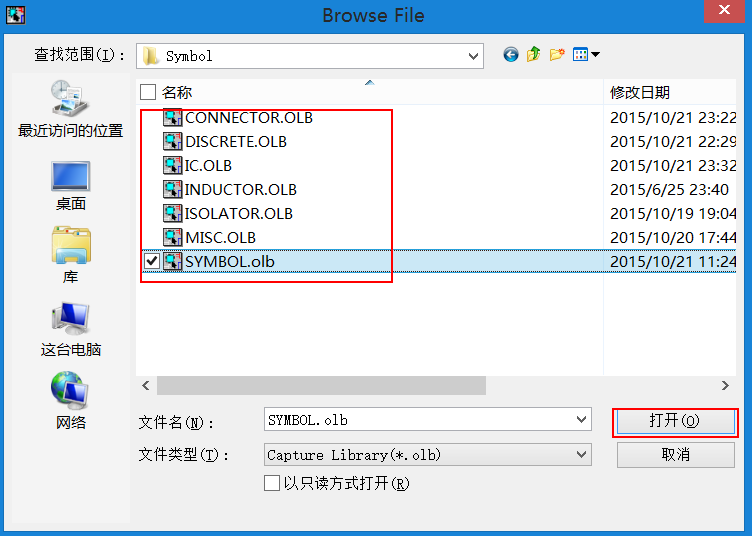 Browse File
查找范围(I)：
Symbol
名称
修改日期
CONNECTOR.OLB
2015/10/21 23:22
DISCRETE.OLB
2015/10/21 22:29
IC.OLB
2015/10/21 23:32
INDUCTOR.OLB
2015/6/25 23:40
ISOLATOR.OLB
2015/10/19 19:04
MISC.OLB
2015/10/20 17:44
SYMBOL.olb
2015/10/21 11:24
最近访问的位置
桌面
库
这台电脑
网络
文件名(N)：
SYMBOL.olb
打开(O)
文件类型(T)：
Capture Library(*.olb)
取消
以只读方式打开(R)